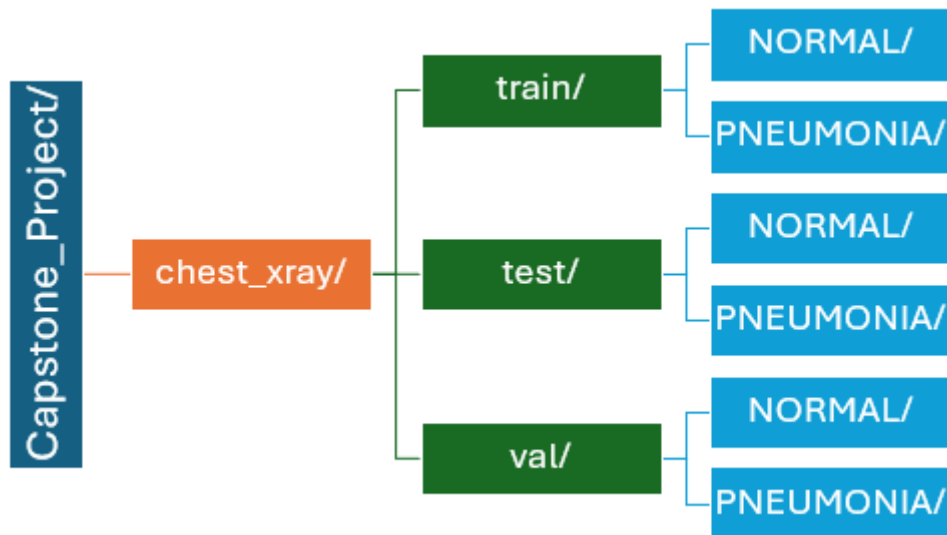 Capstone_Project/
chest_xray/
train/
NORMAL/
PNEUMONIA/
test/
NORMAL/
PNEUMONIA/
val/
NORMAL/
PNEUMONIA/